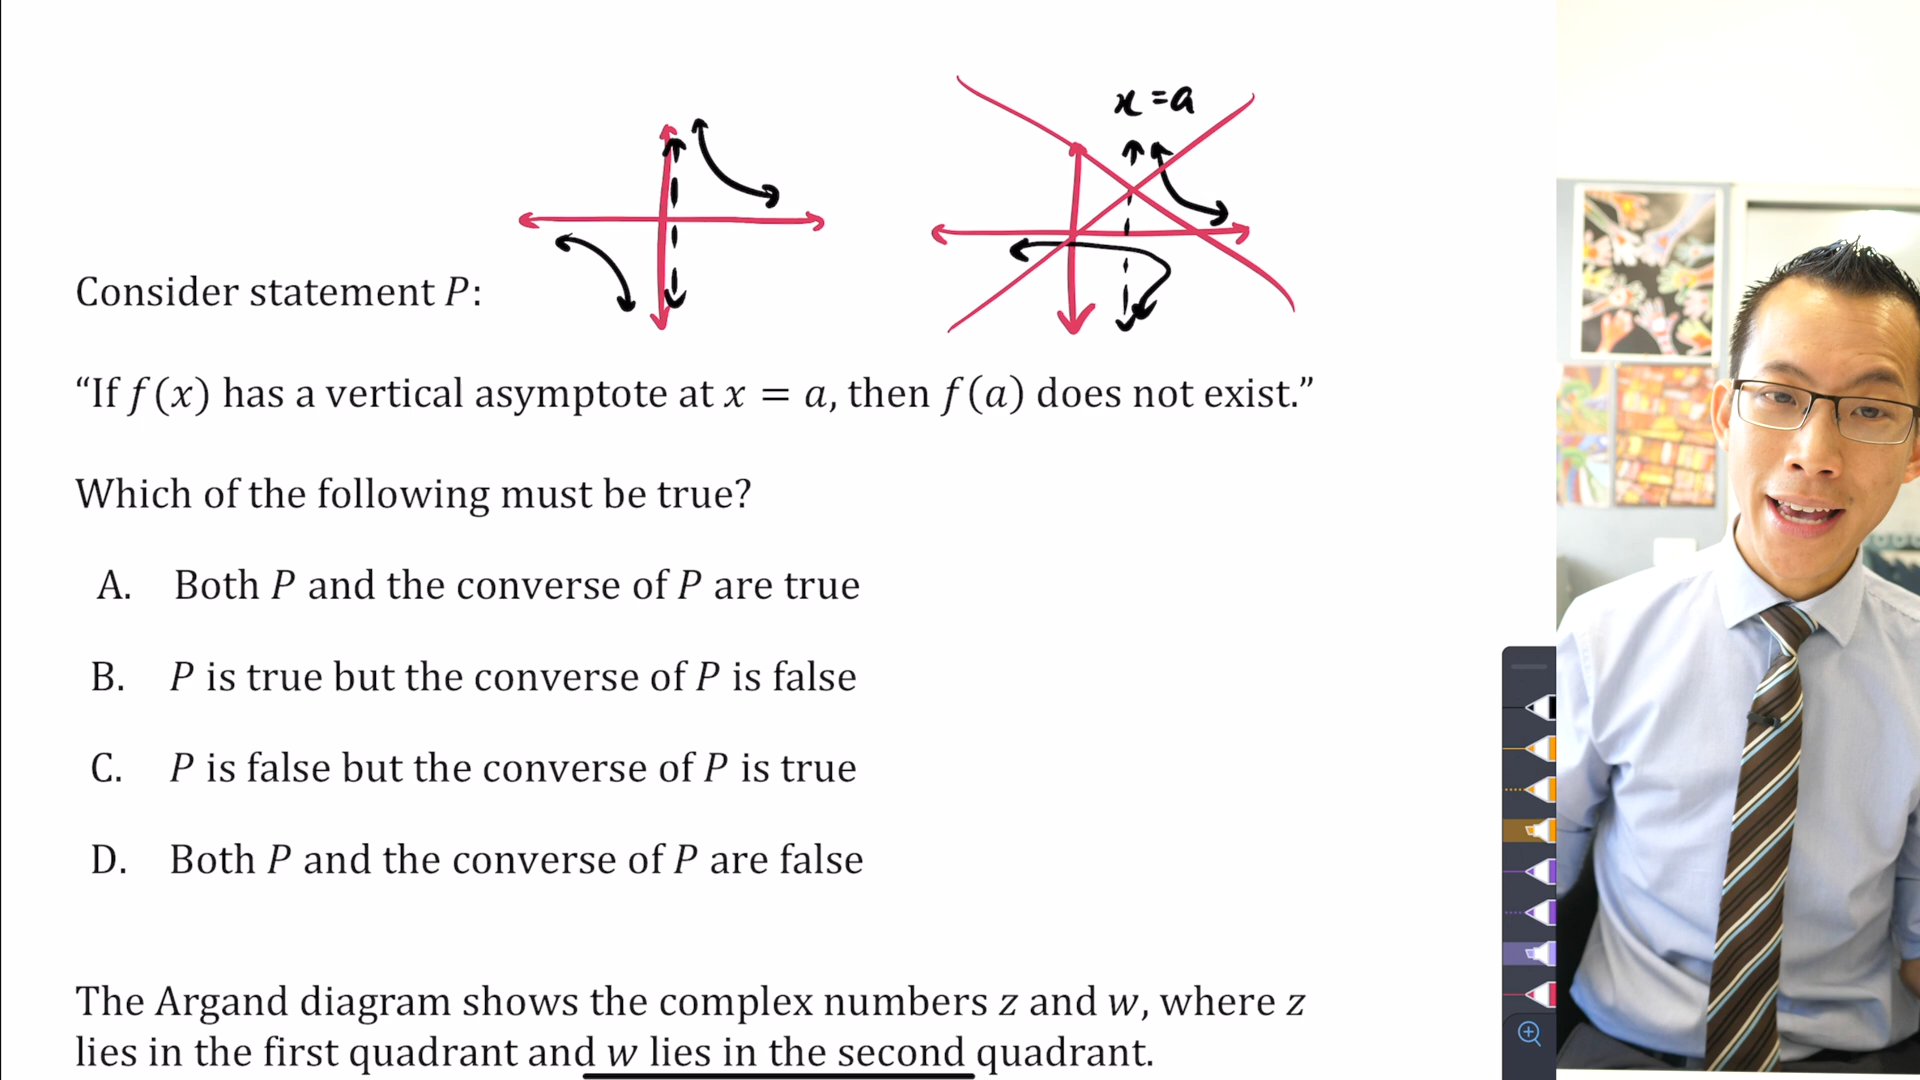 x = a
Consider statement P:
“If f(x) has a vertical asymptote at x = a, then f(a) does not exist.”
Which of the following must be true?
A. Both P and the converse of P are true
B. P is true but the converse of P is false
C. P is false but the converse of P is true
D. Both P and the converse of P are false
The Argand diagram shows the complex numbers z and w, where z
lies in the first quadrant and w lies in the second quadrant.